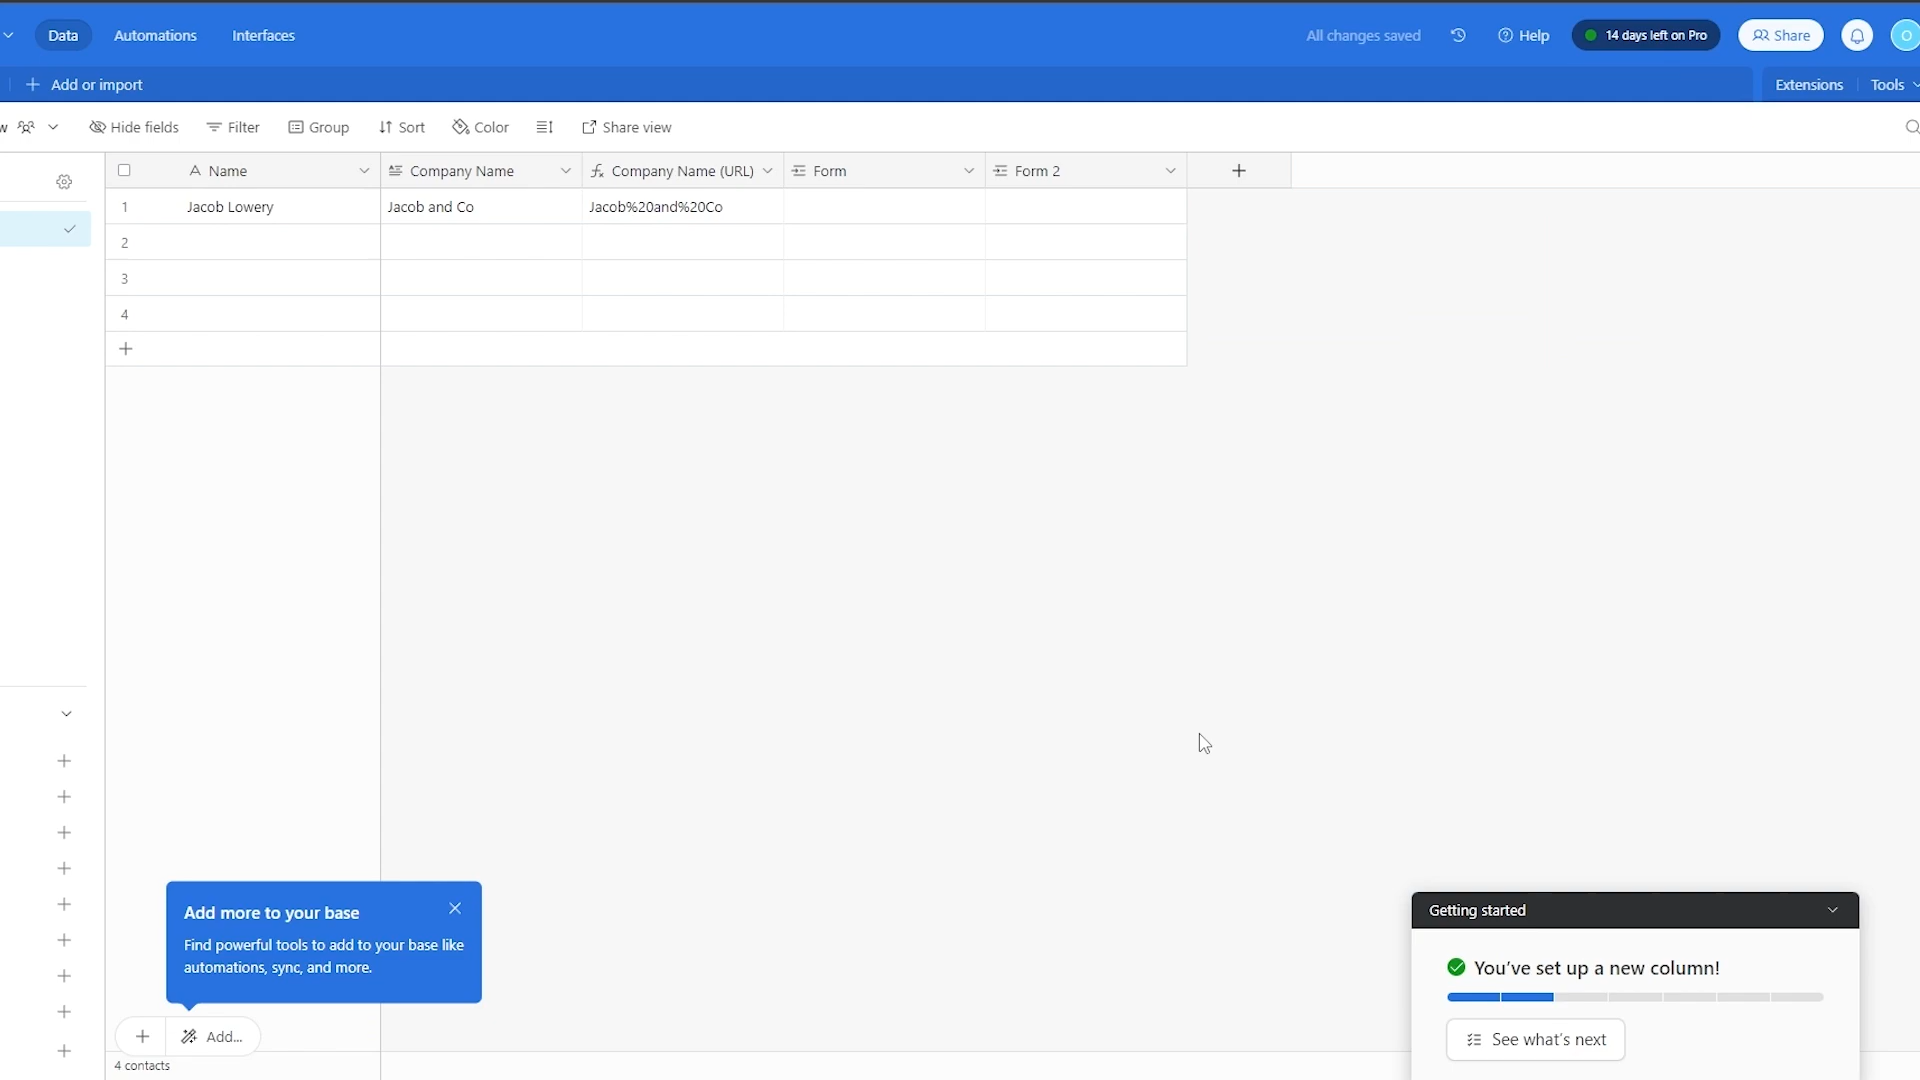 Data
Automations
Interfaces
All changes saved
Help
14 days left on Pro
Share
O
Add or import
Extensions
Tools
w
Hide fields
Filter
Group
Sort
Color
Share view
Name
Company Name
Company Name (URL)
Form
Form 2
1
Jacob Lowery
Jacob and Co
Jacob%20and%20Co
2
3
4
Add more to your base
Find powerful tools to add to your base like
automations, sync, and more.
Add...
4 contacts
Getting started
You've set up a new column!
See what's next